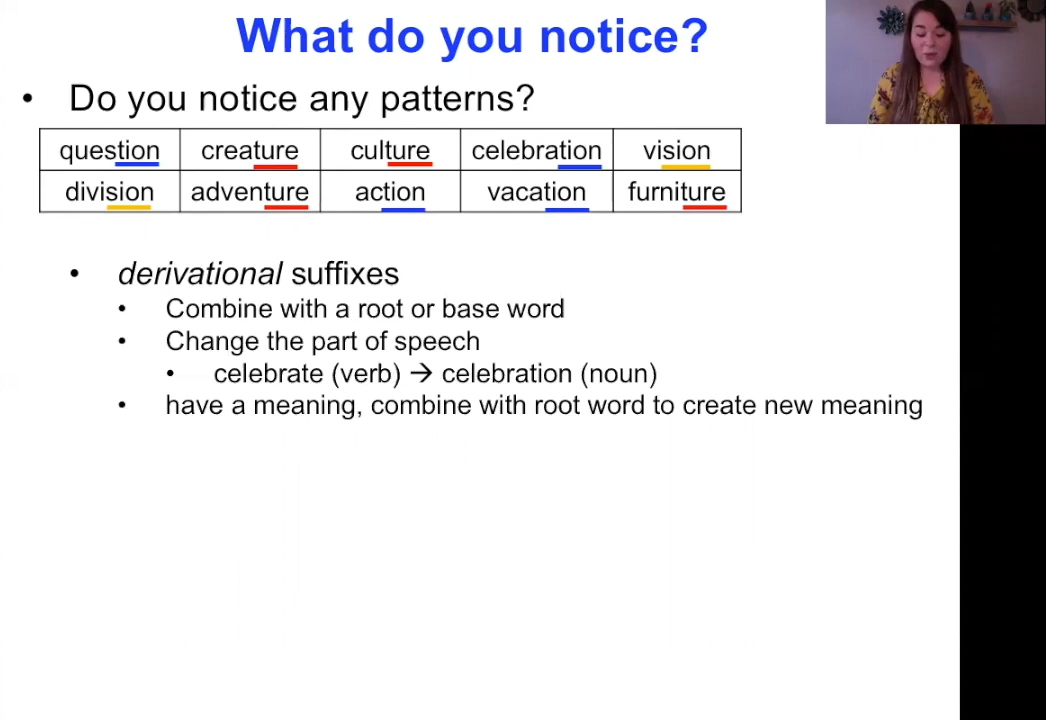 What do you notice?
• Do you notice any patterns?
question creature culture celebration vision
division adventure action vacation furniture
• derivational suffixes
• Combine with a root or base word
• Change the part of speech
• celebrate (verb) → celebration (noun)
• have a meaning, combine with root word to create new meaning